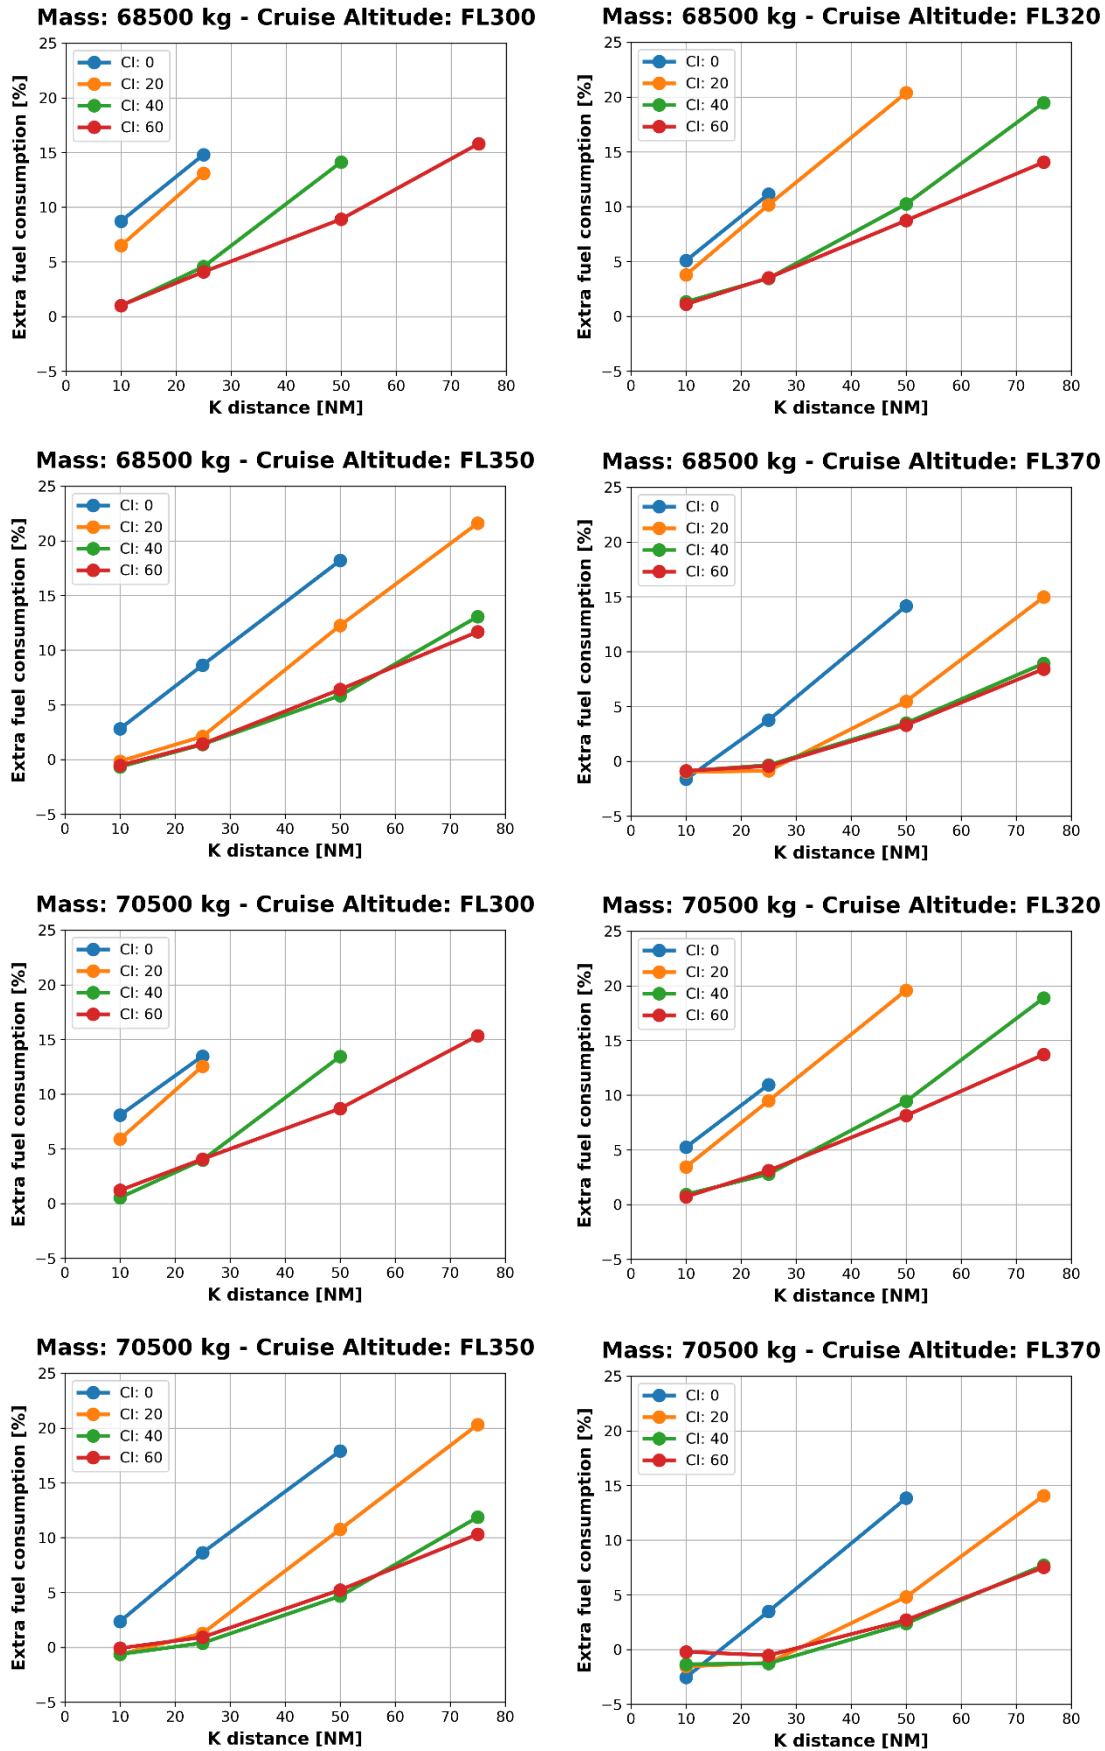 Mass: 68500 kg - Cruise Altitude: FL300
Extra fuel consumption [%]
25
20
15
10
5
0
−5
CI: 0
CI: 20
CI: 40
CI: 60
0 10 20 30 40 50 60 70 80
K distance [NM]
Mass: 68500 kg - Cruise Altitude: FL320
Extra fuel consumption [%]
25
20
15
10
5
0
−5
CI: 0
CI: 20
CI: 40
CI: 60
0 10 20 30 40 50 60 70 80
K distance [NM]
Mass: 68500 kg - Cruise Altitude: FL350
Extra fuel consumption [%]
25
20
15
10
5
0
−5
CI: 0
CI: 20
CI: 40
CI: 60
0 10 20 30 40 50 60 70 80
K distance [NM]
Mass: 68500 kg - Cruise Altitude: FL370
Extra fuel consumption [%]
25
20
15
10
5
0
−5
CI: 0
CI: 20
CI: 40
CI: 60
0 10 20 30 40 50 60 70 80
K distance [NM]
Mass: 70500 kg - Cruise Altitude: FL300
Extra fuel consumption [%]
25
20
15
10
5
0
−5
CI: 0
CI: 20
CI: 40
CI: 60
0 10 20 30 40 50 60 70 80
K distance [NM]
Mass: 70500 kg - Cruise Altitude: FL320
Extra fuel consumption [%]
25
20
15
10
5
0
−5
CI: 0
CI: 20
CI: 40
CI: 60
0 10 20 30 40 50 60 70 80
K distance [NM]
Mass: 70500 kg - Cruise Altitude: FL350
Extra fuel consumption [%]
25
20
15
10
5
0
−5
CI: 0
CI: 20
CI: 40
CI: 60
0 10 20 30 40 50 60 70 80
K distance [NM]
Mass: 70500 kg - Cruise Altitude: FL370
Extra fuel consumption [%]
25
20
15
10
5
0
−5
CI: 0
CI: 20
CI: 40
CI: 60
0 10 20 30 40 50 60 70 80
K distance [NM]